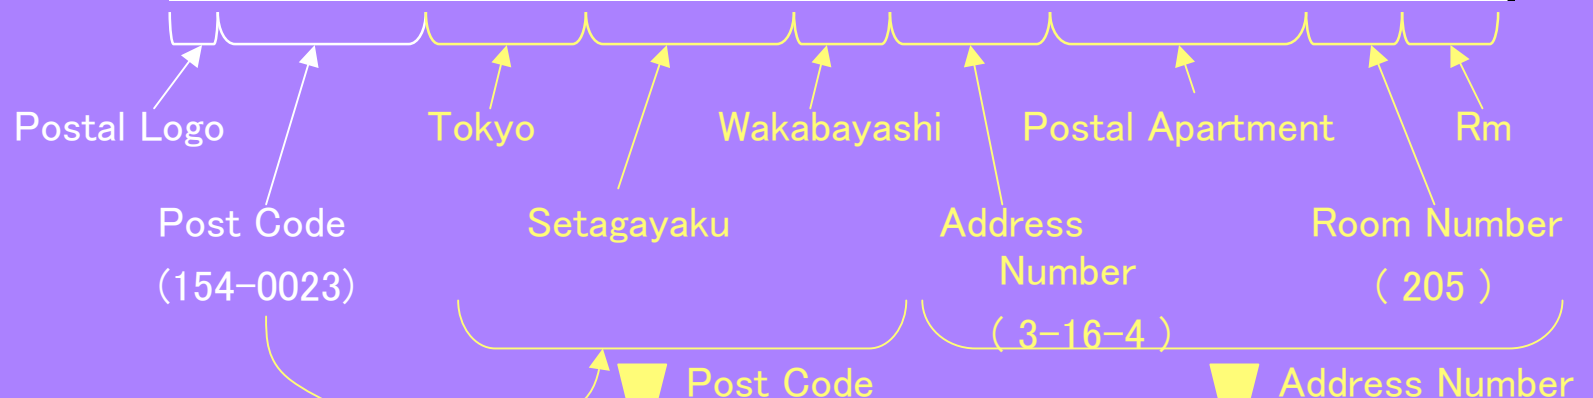 Postal Logo
Tokyo
Wakabayashi
Postal Apartment
Rm
Post Code
(154-0023)
Setagayaku
Address
Number
( 3-16-4 )
Room Number
( 205 )
Post Code
Address Number